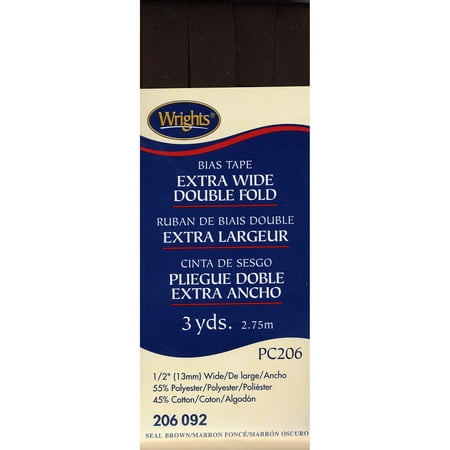 Wrights®
BIAS TAPE
EXTRA WIDE
DOUBLE FOLD
RUBAN DE BIAIS DOUBLE
EXTRA LARGEUR
CINTA DE SESGO
PLIEGUE DOBLE
EXTRA ANCHO
3 yds. 2.75m
PC206
1/2" (13mm) Wide/De large/Ancho
55% Polyester/Polyester/Poliéster
45% Cotton/Coton/Algodón
206 092
SEAL BROWN/MARRON FONCÉ/MARRÓN OSCURO